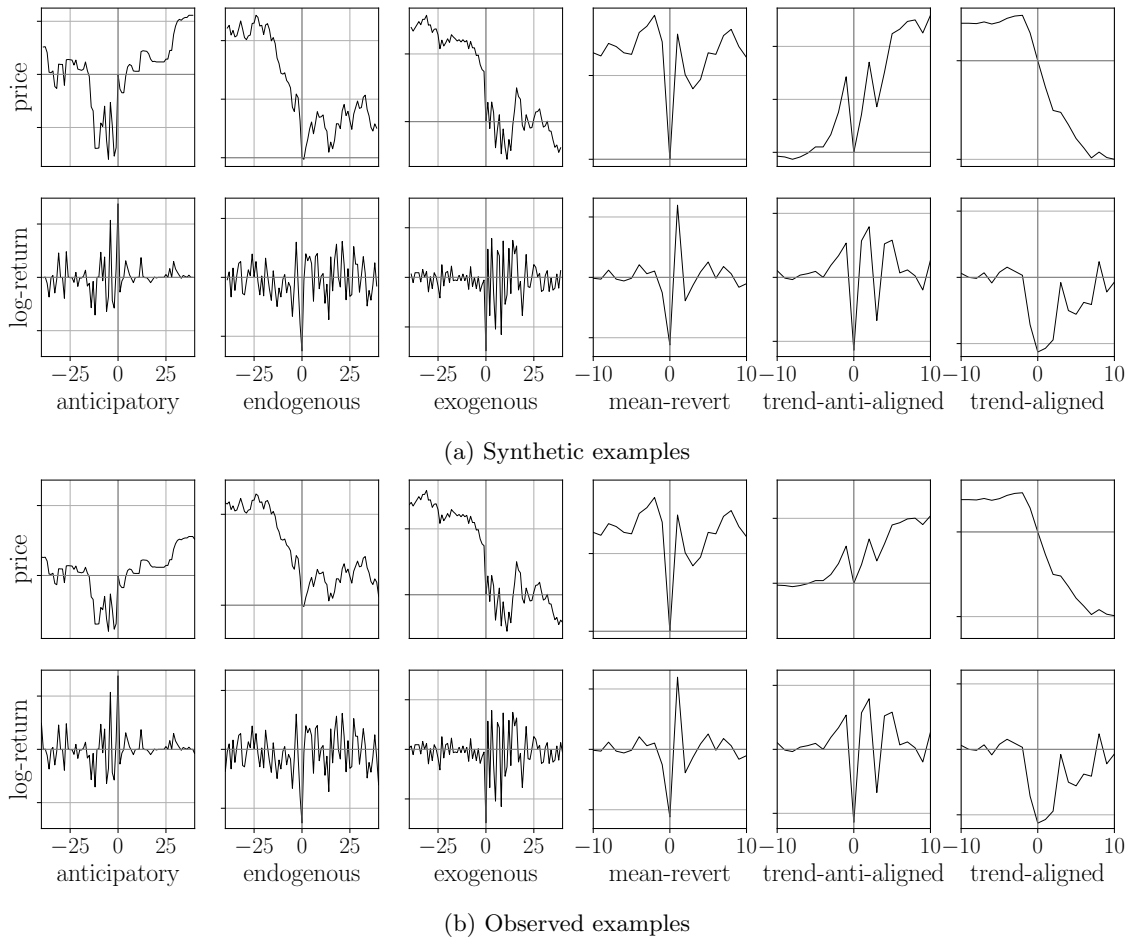 price
log-return
−25 0 25 −25 0 25 −25 0 25 −10 0 10 −10 0 10 −10 0 10
anticipatory endogenous exogenous mean-revert trend-anti-aligned trend-aligned
(a) Synthetic examples
price
log-return
−25 0 25 −25 0 25 −25 0 25 −10 0 10 −10 0 10 −10 0 10
anticipatory endogenous exogenous mean-revert trend-anti-aligned trend-aligned
(b) Observed examples